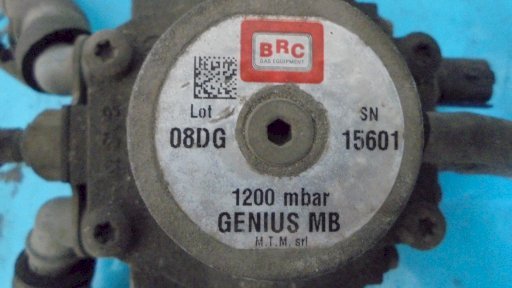 BRC
GAS EQUIPMENT
Lot
08DG
SN
15601
1200 mbar
GENIUS MB
M.T.M. srl